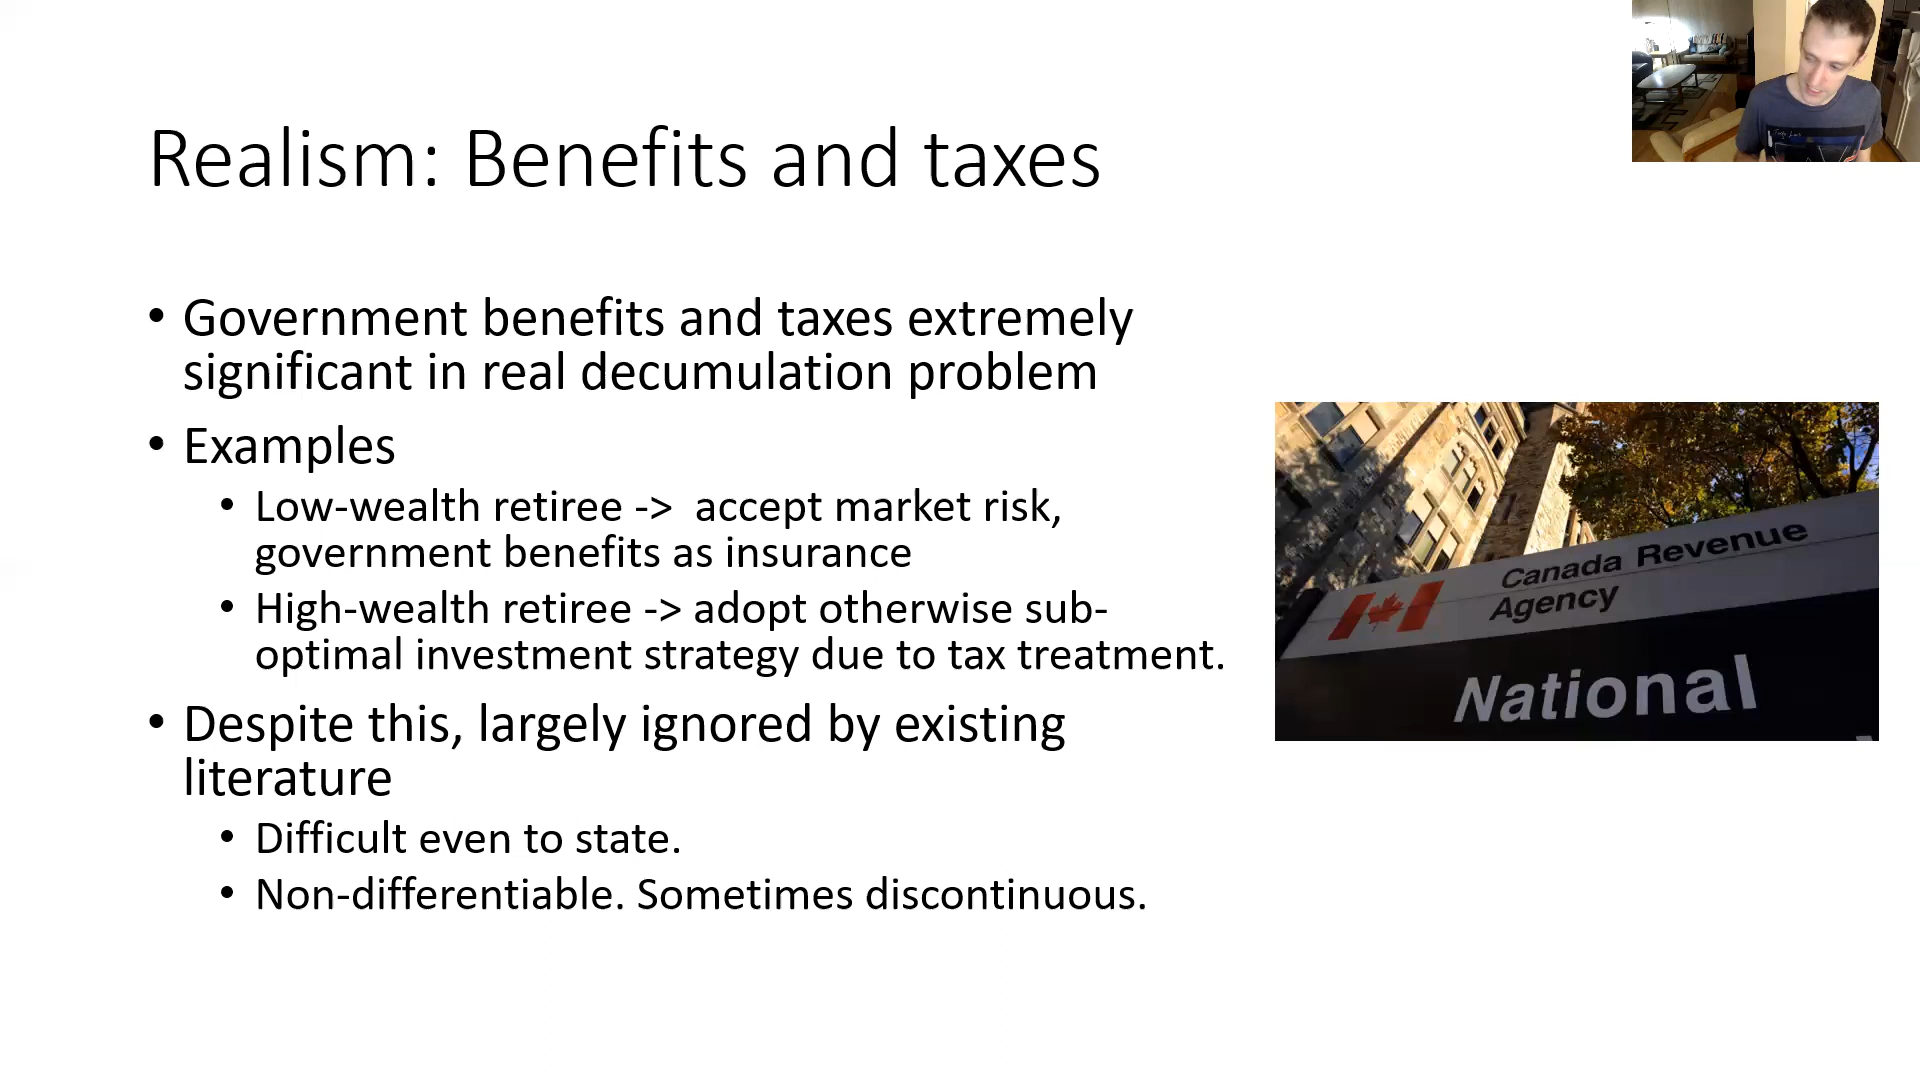 Realism: Benefits and taxes
• Government benefits and taxes extremely
significant in real decumulation problem
• Examples
• Low-wealth retiree -> accept market risk,
government benefits as insurance
• High-wealth retiree -> adopt otherwise sub-
optimal investment strategy due to tax treatment.
• Despite this, largely ignored by existing
literature
• Difficult even to state.
• Non-differentiable. Sometimes discontinuous.
Canada Revenue
Agency
National